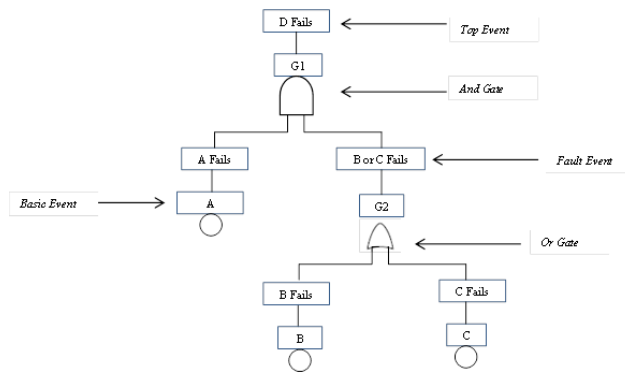 D Fails
Top Event
G1
And Gate
A Fails
B or C Fails
Fault Event
Basic Event
A
G2
Or Gate
B Fails
C Fails
B
C